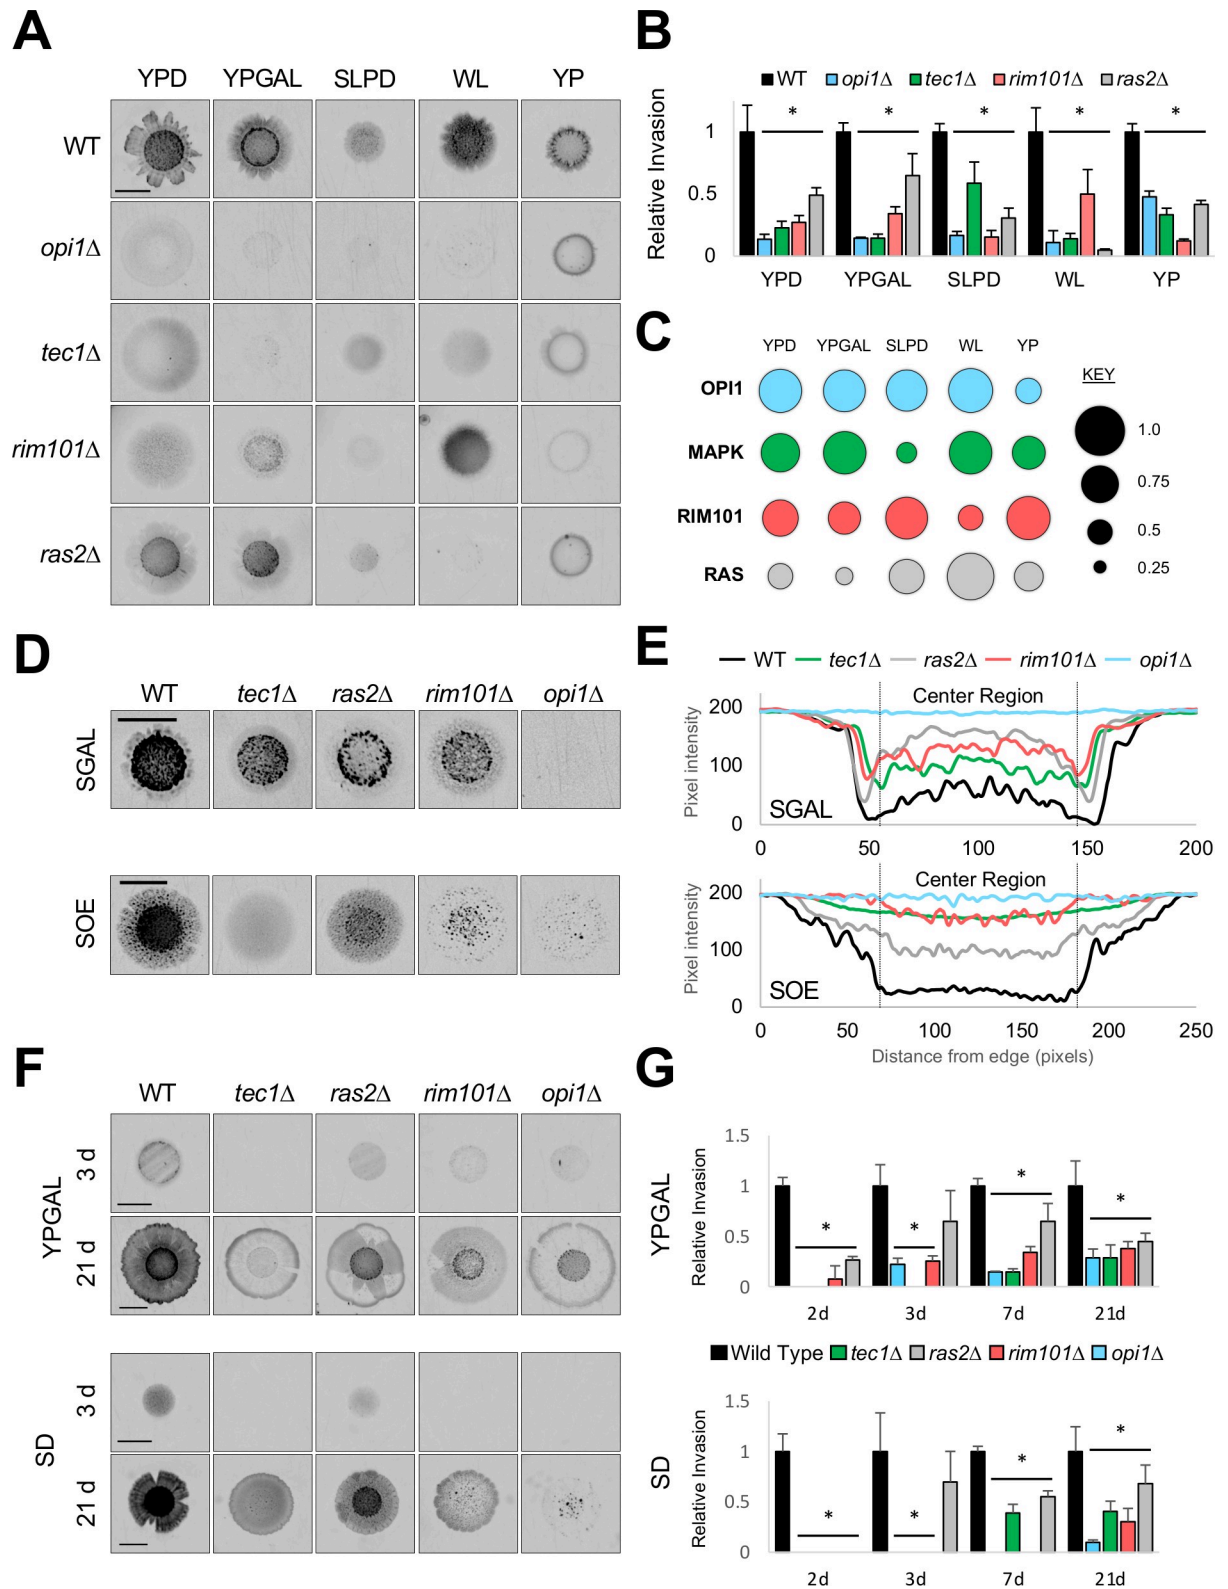 A
YPD YPGAL SLPD WL YP
WT
opi1Δ
tec1Δ
rim101Δ
ras2Δ
B
WT opi1Δ tec1Δ rim101Δ ras2Δ
* * * * *
Relative Invasion
1
0.5
0
YPD YPGAL SLPD WL YP
C
YPD YPGAL SLPD WL YP
KEY
OPI1
MAPK
RIM101
RAS
1.0
0.75
0.5
0.25
D
WT tec1Δ ras2Δ rim101Δ opi1Δ
SGAL
SOE
E
WT tec1Δ ras2Δ rim101Δ opi1Δ
Center Region
Pixel intensity
200
100
0
SGAL
0 50 100 150 200
Center Region
Pixel intensity
200
100
0
SOE
0 50 100 150 200 250
Distance from edge (pixels)
F
WT tec1Δ ras2Δ rim101Δ opi1Δ
YPGAL
3 d
21 d
SD
3 d
21 d
G
YPGAL
Relative Invasion
1.5
1
0.5
0
* * * *
2d 3d 7d 21d
Wild Type tec1Δ ras2Δ rim101Δ opi1Δ
SD
Relative Invasion
1.5
1
0.5
0
* * * *
2d 3d 7d 21d